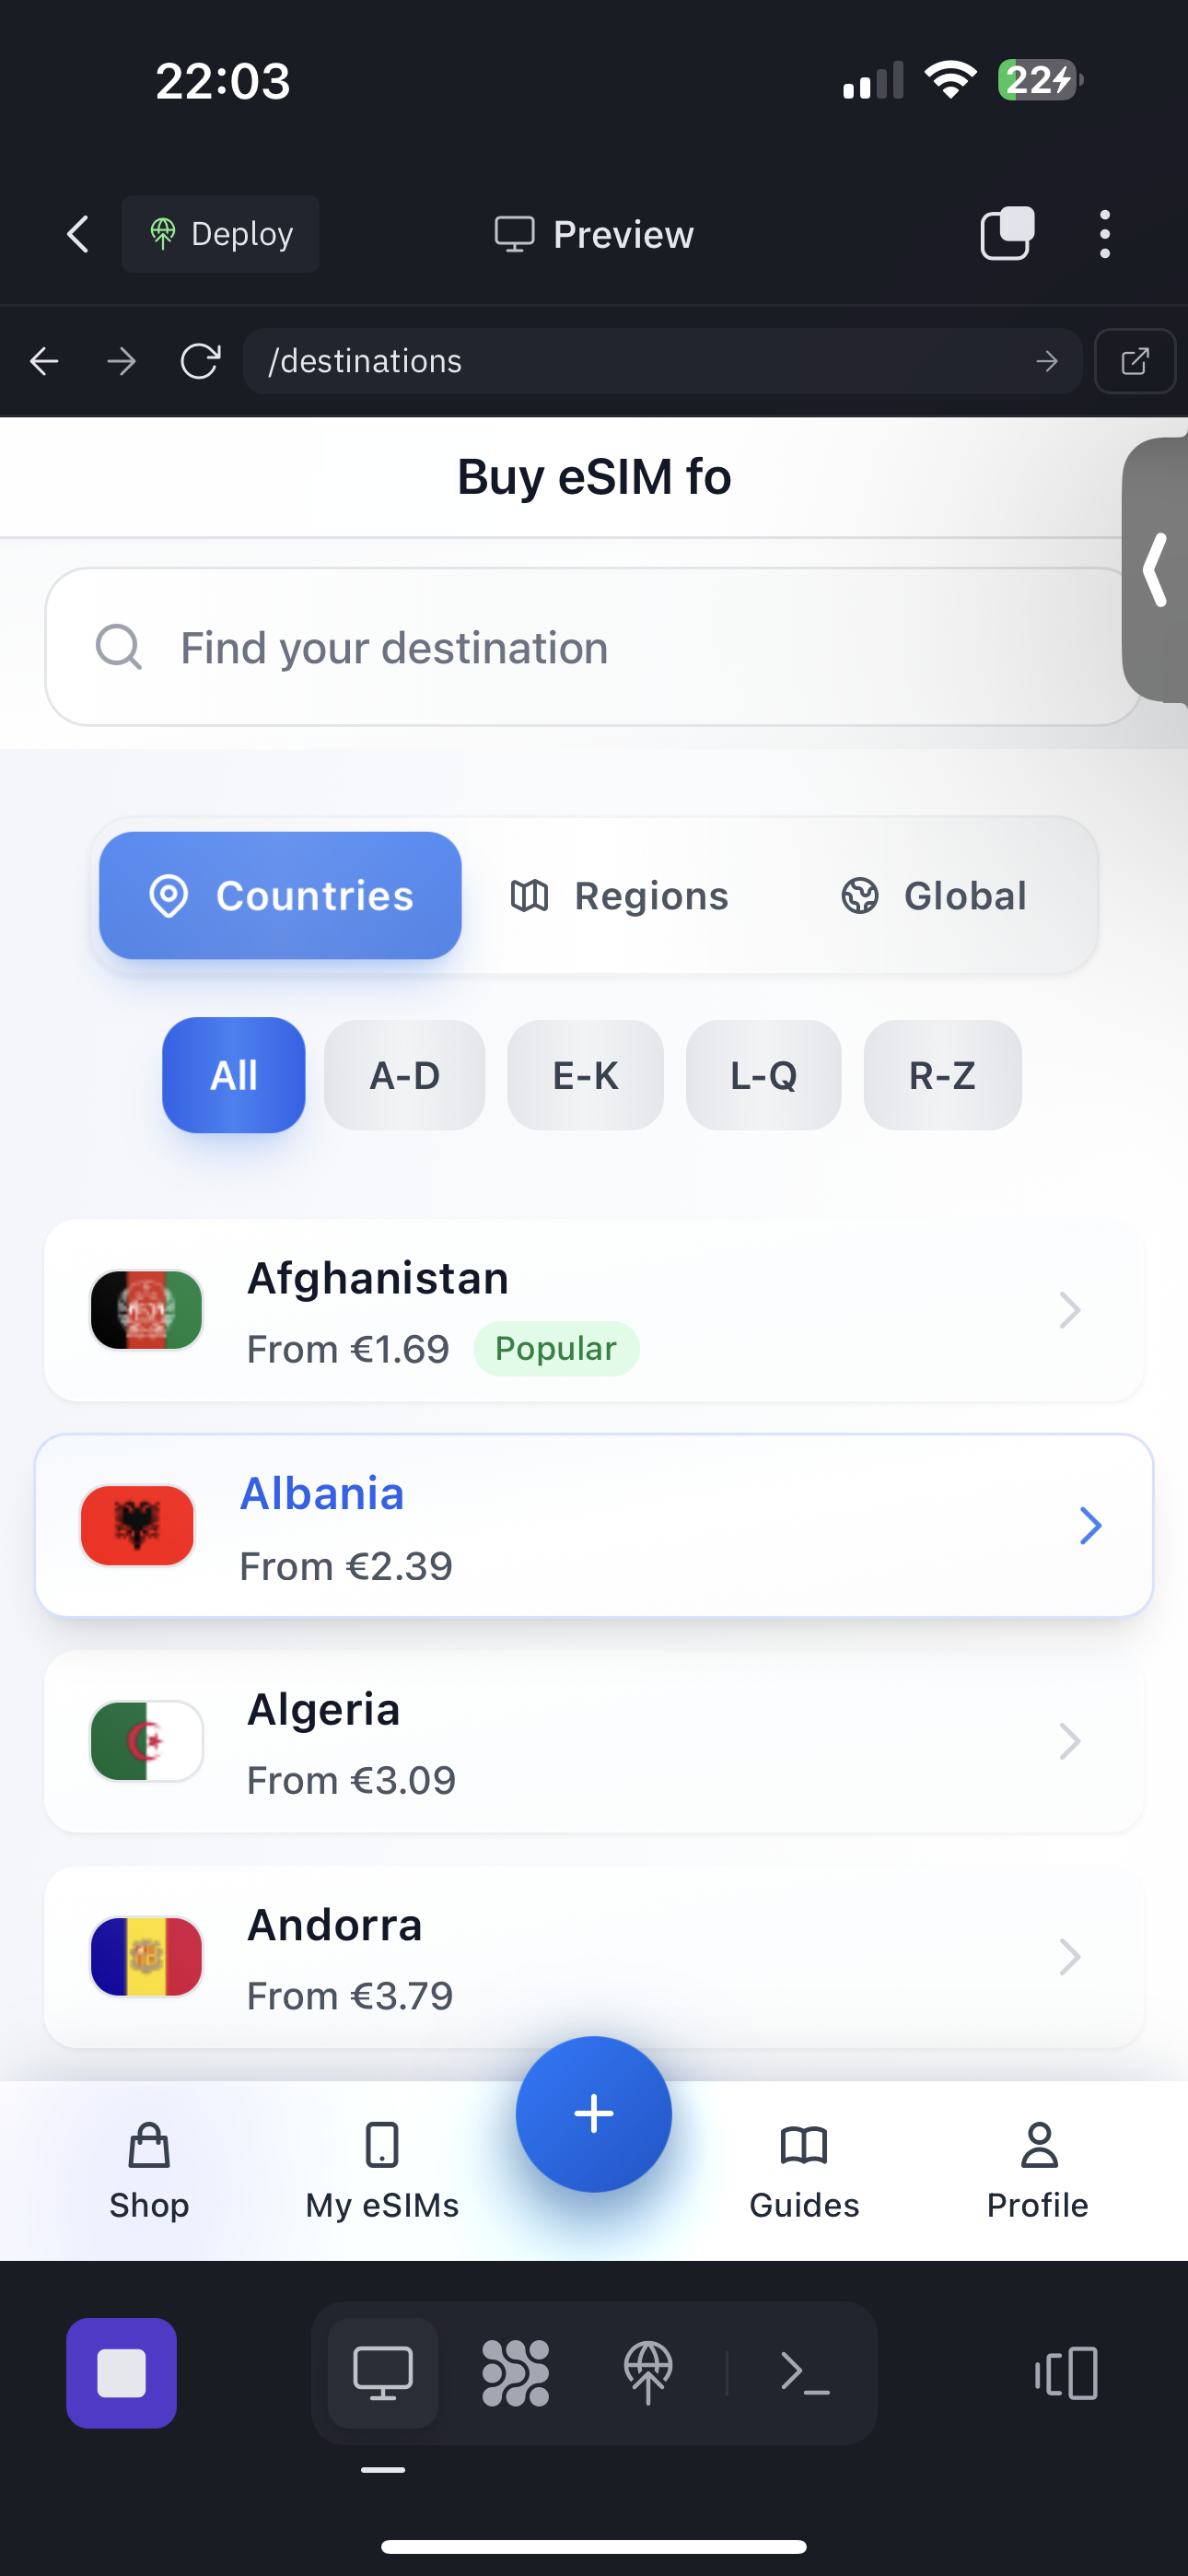 22:03
22
Deploy
Preview
/destinations
Buy eSIM fo
Find your destination
Countries
Regions
Global
All
A-D
E-K
L-Q
R-Z
Afghanistan
From €1.69
Popular
Albania
From €2.39
Algeria
From €3.09
Andorra
From €3.79
Shop
My eSIMs
Guides
Profile